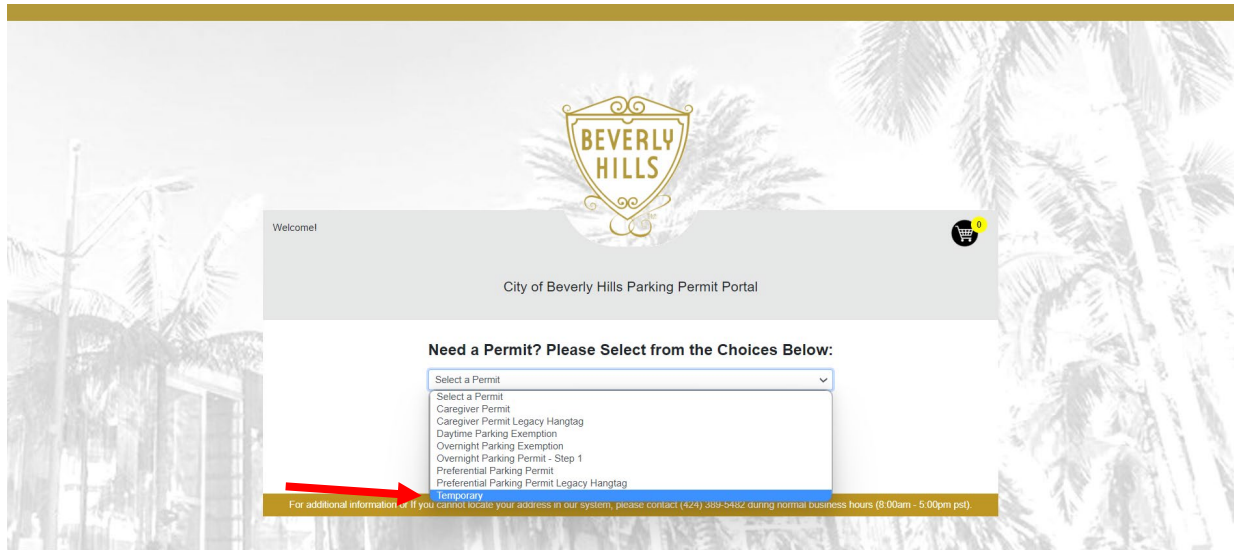 BEVERLY
HILLS
Welcome!
0
City of Beverly Hills Parking Permit Portal
Need a Permit? Please Select from the Choices Below:
Select a Permit
Select a Permit
Caregiver Permit
Caregiver Permit Legacy Hangtag
Daytime Parking Exemption
Overnight Parking Exemption
Overnight Parking Permit - Step 1
Preferential Parking Permit
Preferential Parking Permit Legacy Hangtag
Temporary
For additional information or If you cannot locate your address in our system, please contact (424) 389-5482 during normal business hours (8:00am - 5:00pm pst).